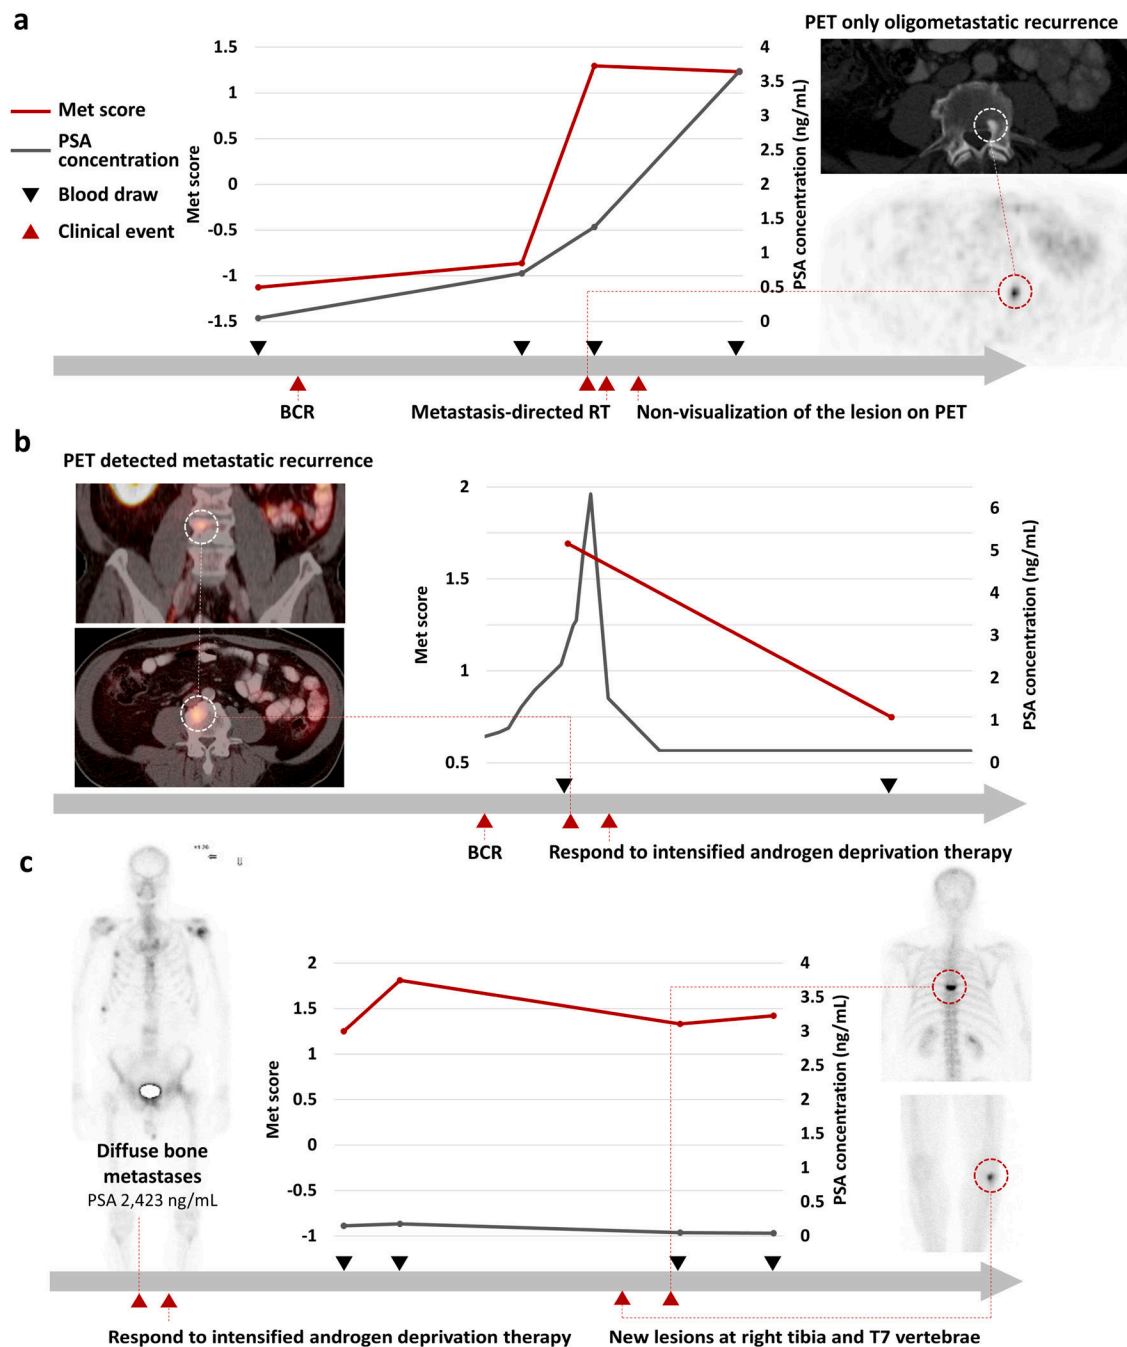 a
PET only oligometastatic recurrence
Met score
PSA
concentration
Blood draw
Clinical event
1.5
1
0.5
0
-0.5
-1
-1.5
Met score
4
3.5
3
2.5
2
1.5
1
0.5
0
PSA concentration (ng/mL)
BCR
Metastasis-directed RT
Non-visualization of the lesion on PET
b
PET detected metastatic recurrence
2
1.5
1
0.5
Met score
6
5
4
3
2
1
0
PSA concentration (ng/mL)
BCR
Respond to intensified androgen deprivation therapy
c
Diffuse bone
metastases
PSA 2,423 ng/mL
2
1.5
1
0.5
0
-0.5
-1
Met score
4
3.5
3
2.5
2
1.5
1
0.5
0
PSA concentration (ng/mL)
Respond to intensified androgen deprivation therapy
New lesions at right tibia and T7 vertebrae